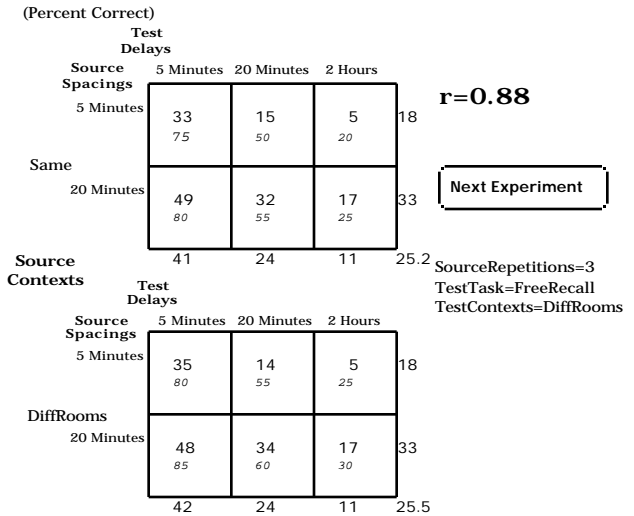 (Percent Correct)
Test
Delays
Source
Spacings
5 Minutes 20 Minutes 2 Hours
5 Minutes
33 15 5 18
75 50 20
r=0.88
Same
20 Minutes
49 32 17 33
80 55 25
Next Experiment
41 24 11 25.2
Source
Contexts
SourceRepetitions=3
TestTask=FreeRecall
TestContexts=DiffRooms
Test
Delays
Source
Spacings
5 Minutes 20 Minutes 2 Hours
5 Minutes
35 14 5 18
80 55 25
DiffRooms
20 Minutes
48 34 17 33
85 60 30
42 24 11 25.5